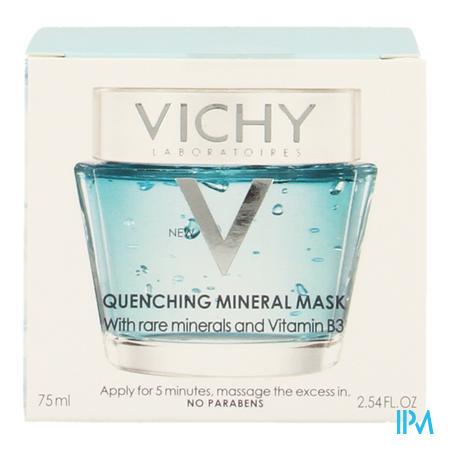 VICHY
LABORATOIRES
NEW
V
QUENCHING MINERAL MASK
With rare minerals and Vitamin B3
Apply for 5 minutes, massage the excess in.
75 ml NO PARABENS 2.54 FL.OZ
IPM